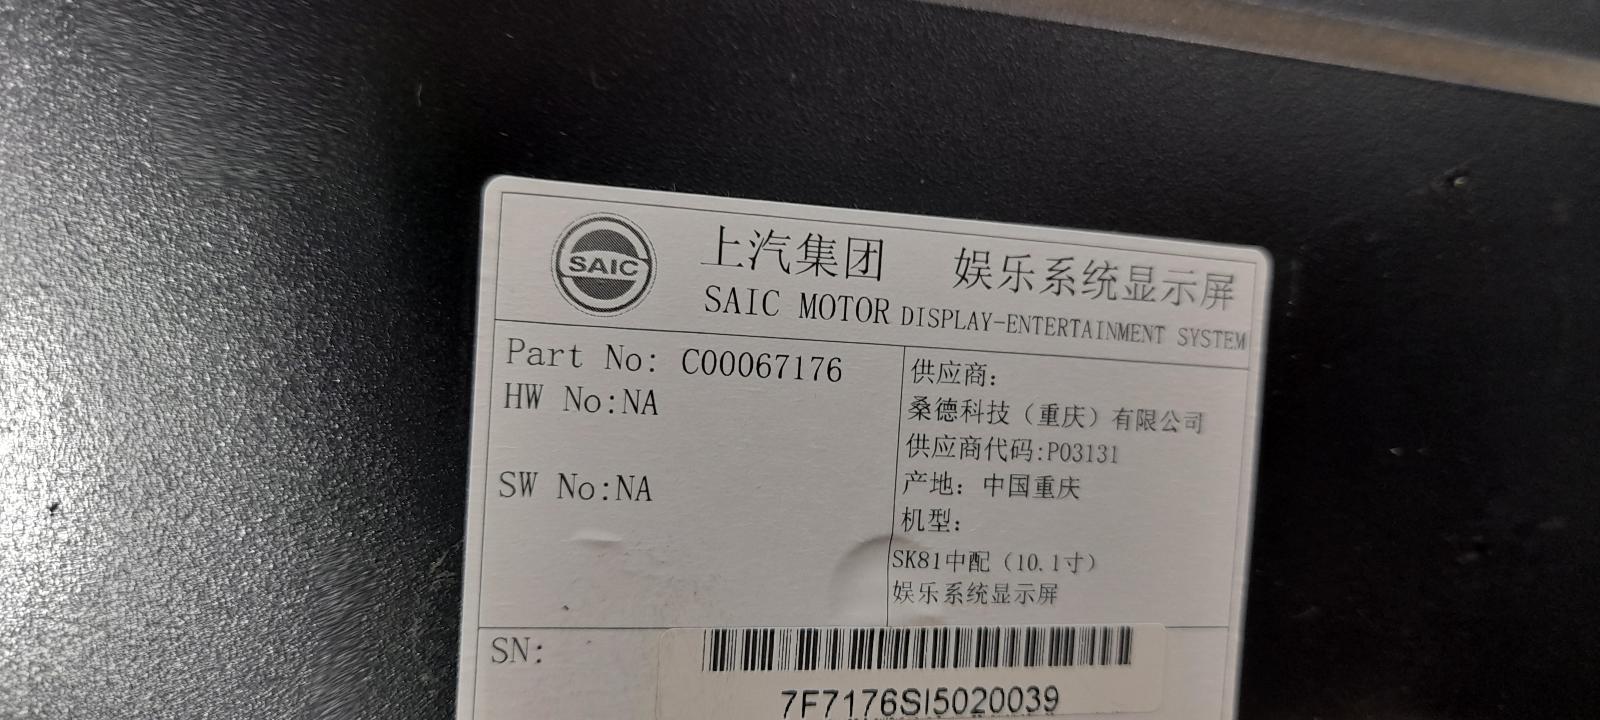 SAIC
上汽集团 娱乐系统显示屏
SAIC MOTOR DISPLAY-ENTERTAINMENT SYSTEM
Part No: C00067176
HW No:NA
SW No:NA
供应商:
桑德科技（重庆）有限公司
供应商代码:P03131
产地: 中国重庆
机型:
SK81中配（10.1寸）
娱乐系统显示屏
SN:
7F7176SI5020039